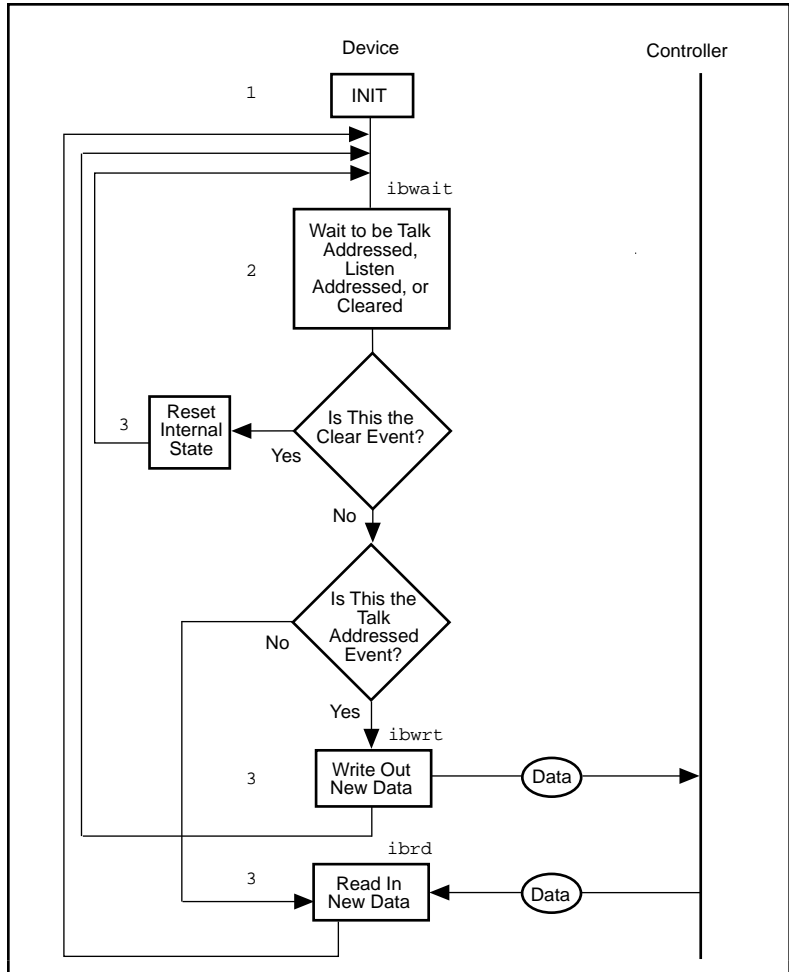 Device
Controller
1
INIT
ibwait
Wait to be Talk
Addressed,
Listen
Addressed, or
Cleared
2
Is This the
Clear Event?
3
Reset
Internal
State
Yes
No
Is This the
Talk
Addressed
Event?
No
Yes
ibwrt
3
Write Out
New Data
Data
ibrd
3
Read In
New Data
Data